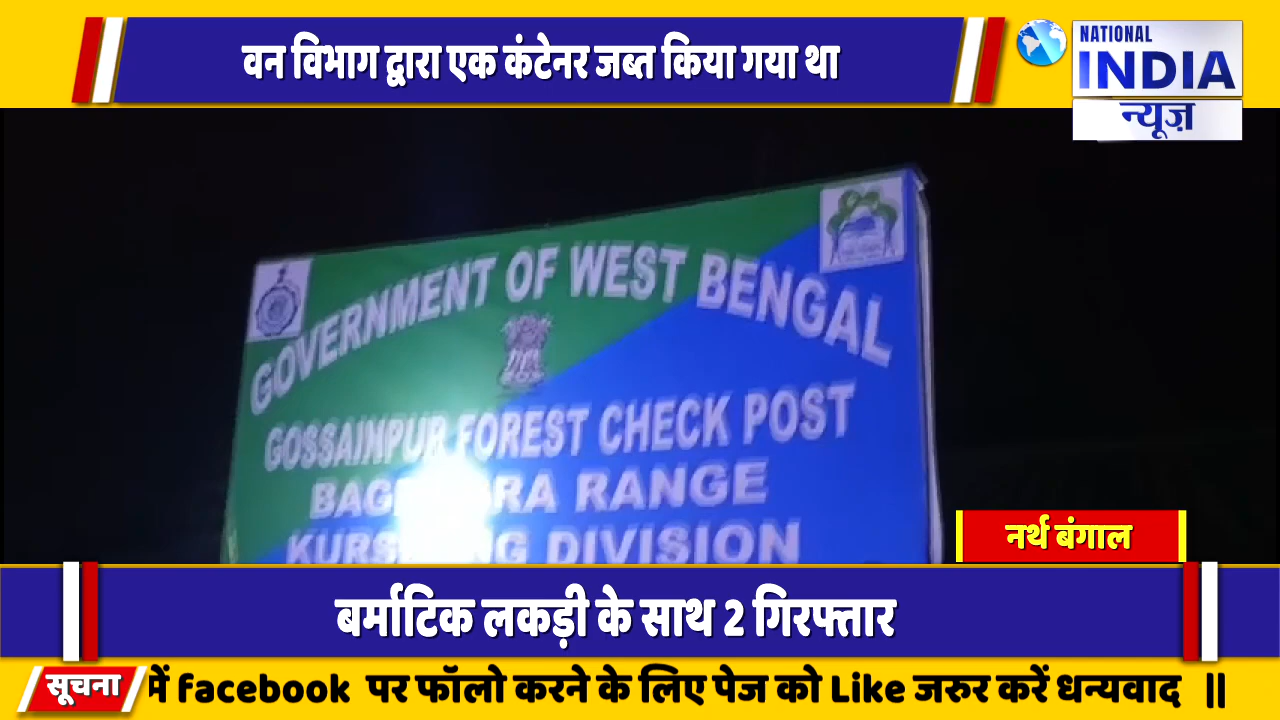 वन विभाग द्वारा एक कंटेनर जब्त किया गया था
NATIONAL
INDIA
न्यूज़
GOVERNMENT OF WEST BENGAL
GOSSAINPUR FOREST CHECK POST
RANGE
DIVISION
नर्थ बंगाल
बर्माटिक लकड़ी के साथ 2 गिरफ्तार
सूचना
में facebook पर फॉलो करने के लिए पेज को Like जरुर करें धन्यवाद ||